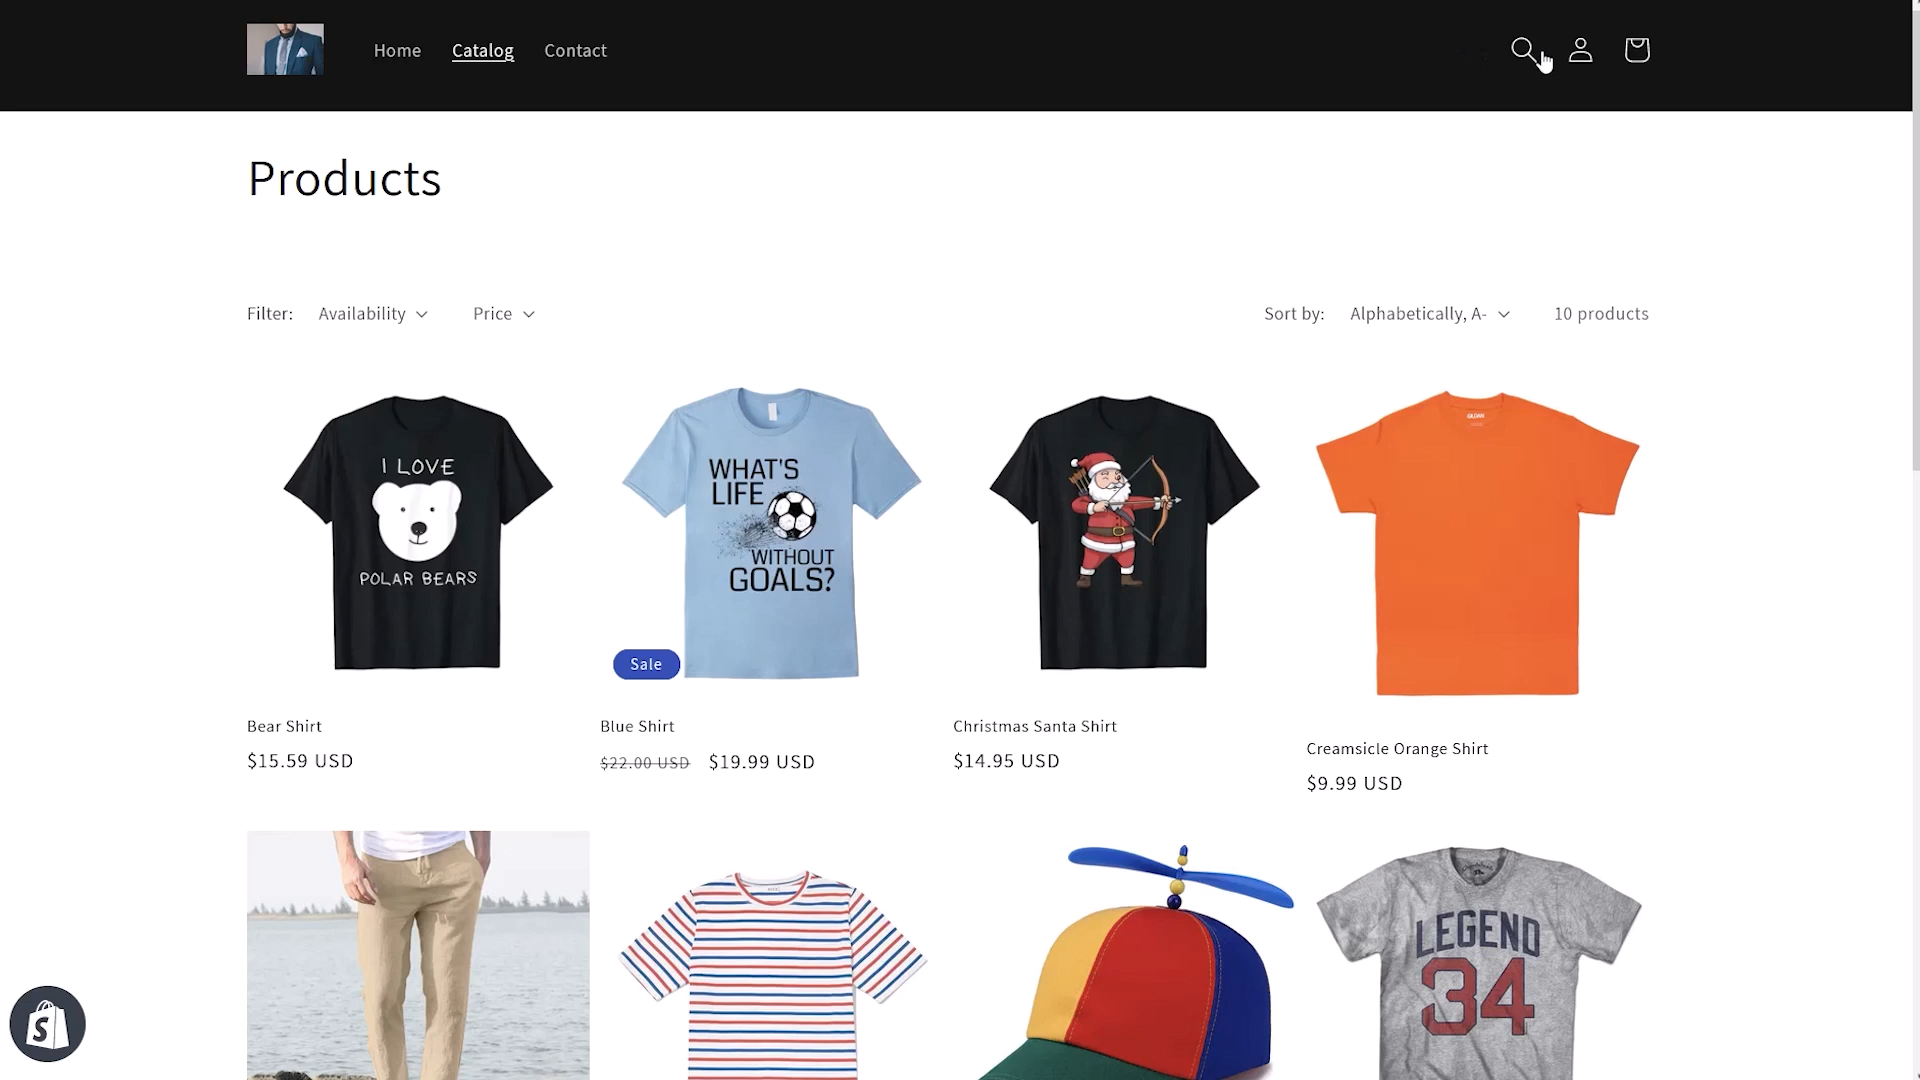 Home Catalog Contact
Products
Filter: Availability Price Sort by: Alphabetically, A- 10 products
I LOVE
POLAR BEARS
WHAT'S
LIFE
WITHOUT
GOALS?
Sale
GILDAN
Bear Shirt
$15.59 USD
Blue Shirt
$22.00 USD $19.99 USD
Christmas Santa Shirt
$14.95 USD
Creamsicle Orange Shirt
$9.99 USD
LEGEND
34
S